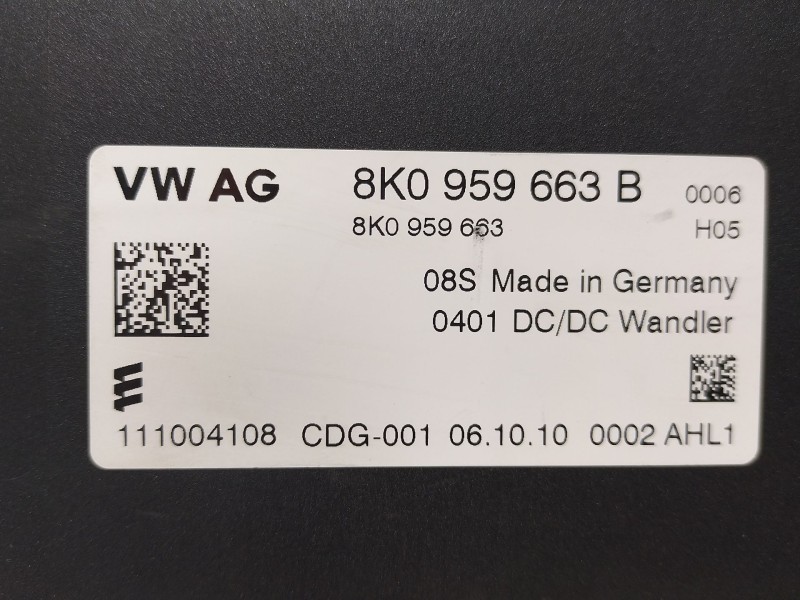 VW AG 8K0 959 663 B 0006
8K0 959 663 H05
08S Made in Germany
0401 DC/DC Wandler
111004108 CDG-001 06.10.10 0002 AHL1